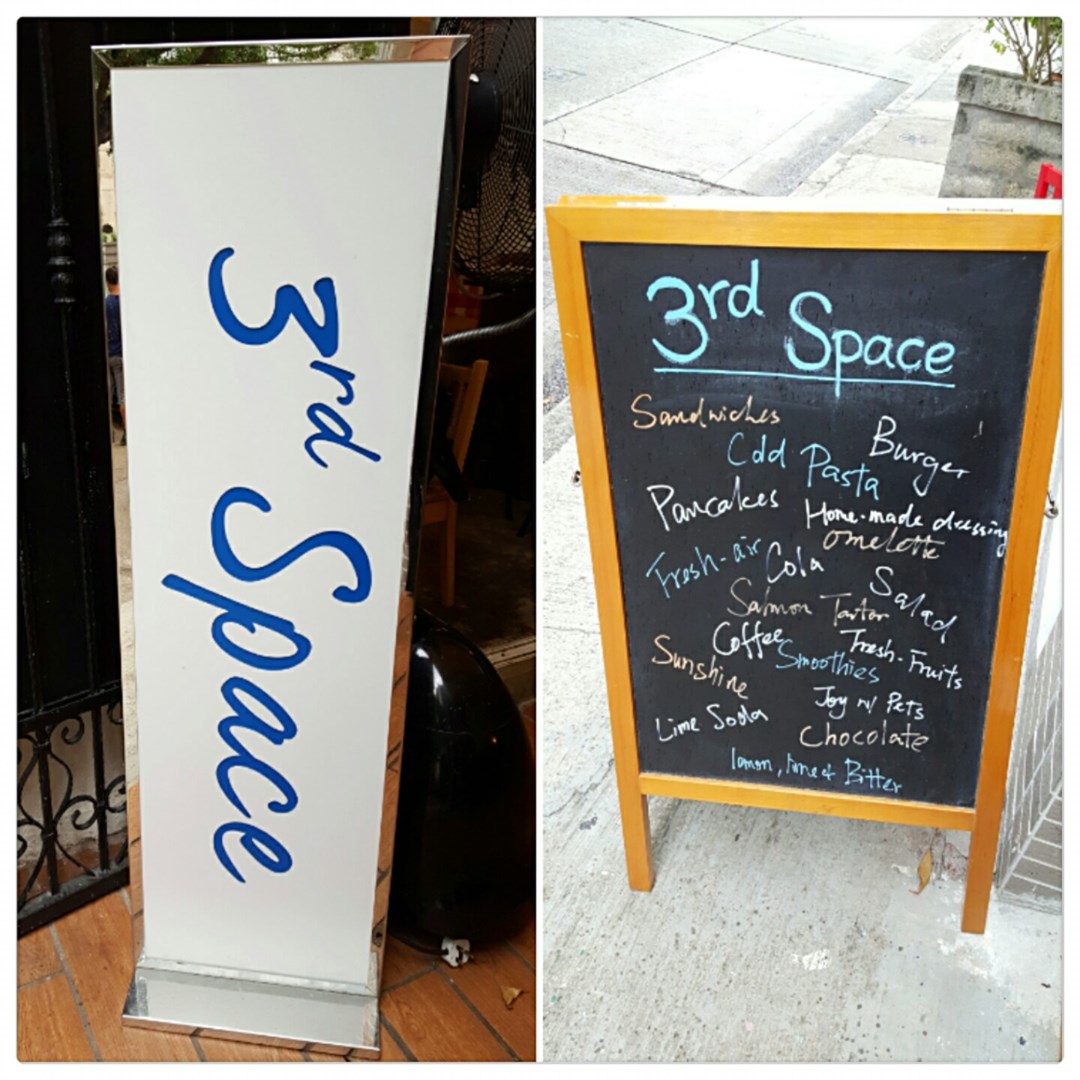 3rd Space
3rd Space
Sandwiches
Burger
Cold Pasta
Pancakes
Home-made dressing
omelette
Fresh-air
Cola
Salad
Salmon Tartar
Coffee
Fresh-Fruits
Sunshine
Smoothies
Joy w/ Pets
Lime Soda
Chocolate
lemon, lime & Bitter